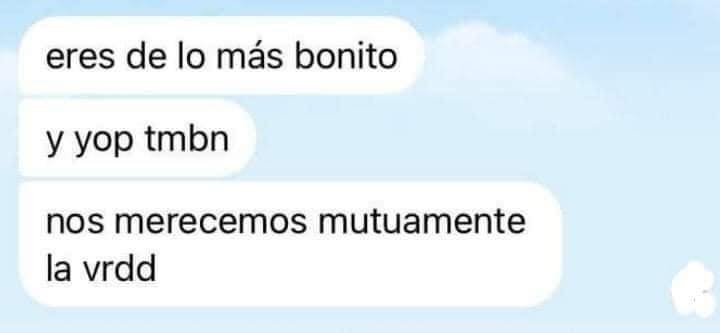 eres de lo más bonito
y yop tmbn
nos merecemos mutuamente
la vrdd